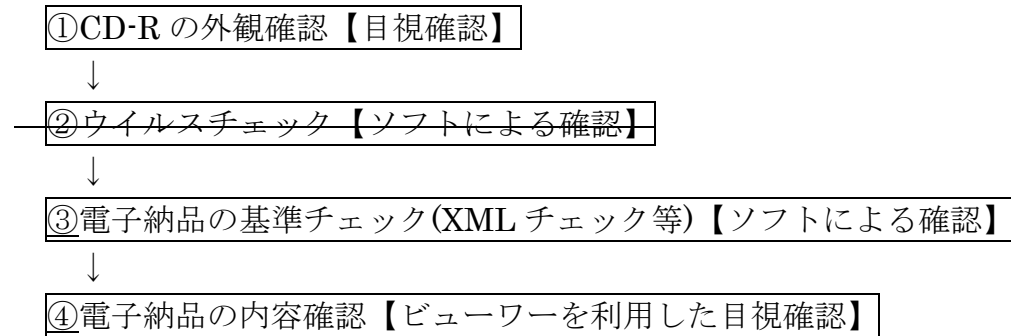 ①CD-R の外観確認【目視確認】
↓
②ウイルスチェック【ソフトによる確認】
↓
③電子納品の基準チェック(XML チェック等)【ソフトによる確認】
↓
④電子納品の内容確認【ビューワーを利用した目視確認】